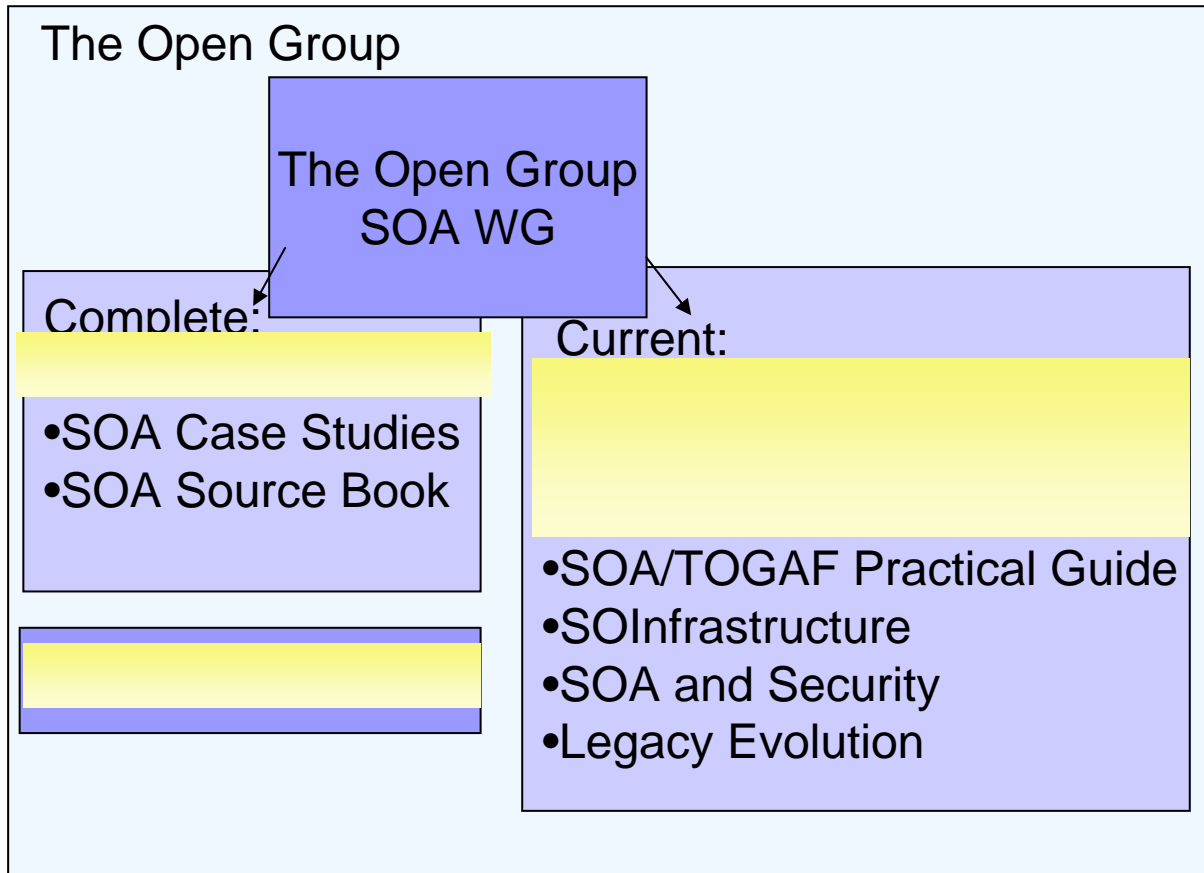 The Open Group
The Open Group
SOA WG
Complete:
•SOA Case Studies
•SOA Source Book
Current:
•SOA/TOGAF Practical Guide
•SOInfrastructure
•SOA and Security
•Legacy Evolution